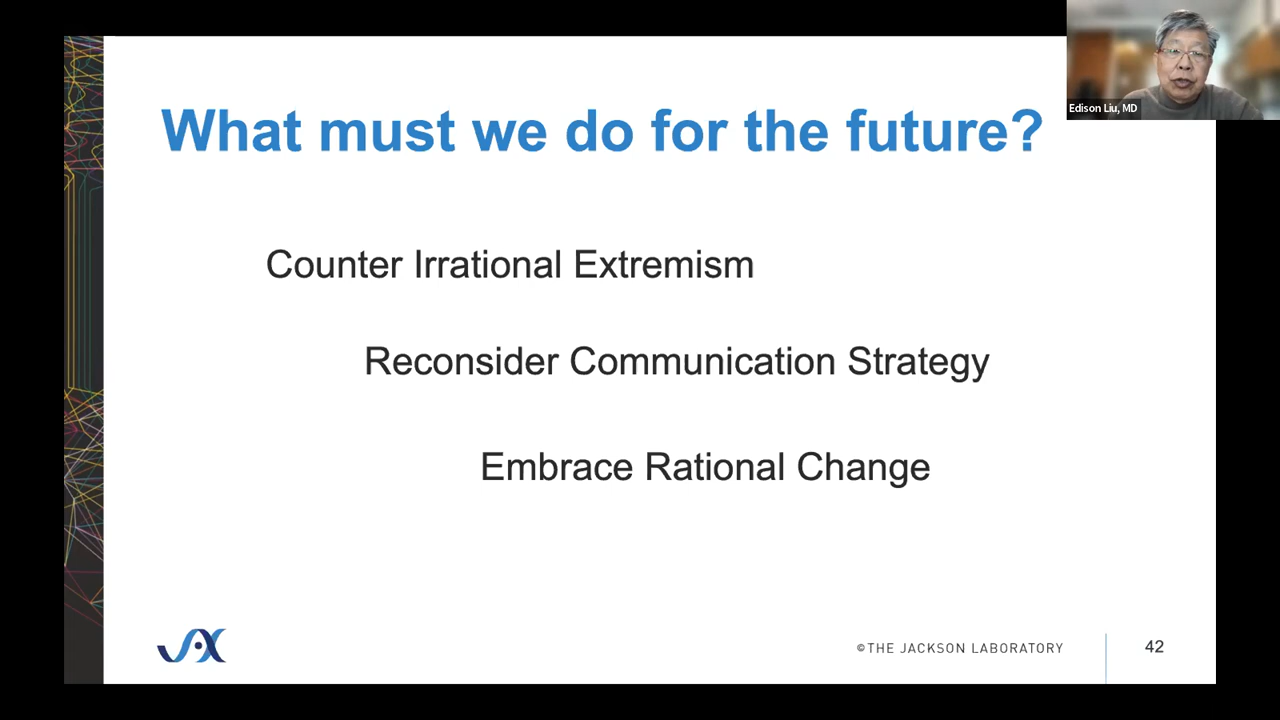 Edison Liu, MD
What must we do for the future?
Counter Irrational Extremism
Reconsider Communication Strategy
Embrace Rational Change
JAX
©THE JACKSON LABORATORY
42